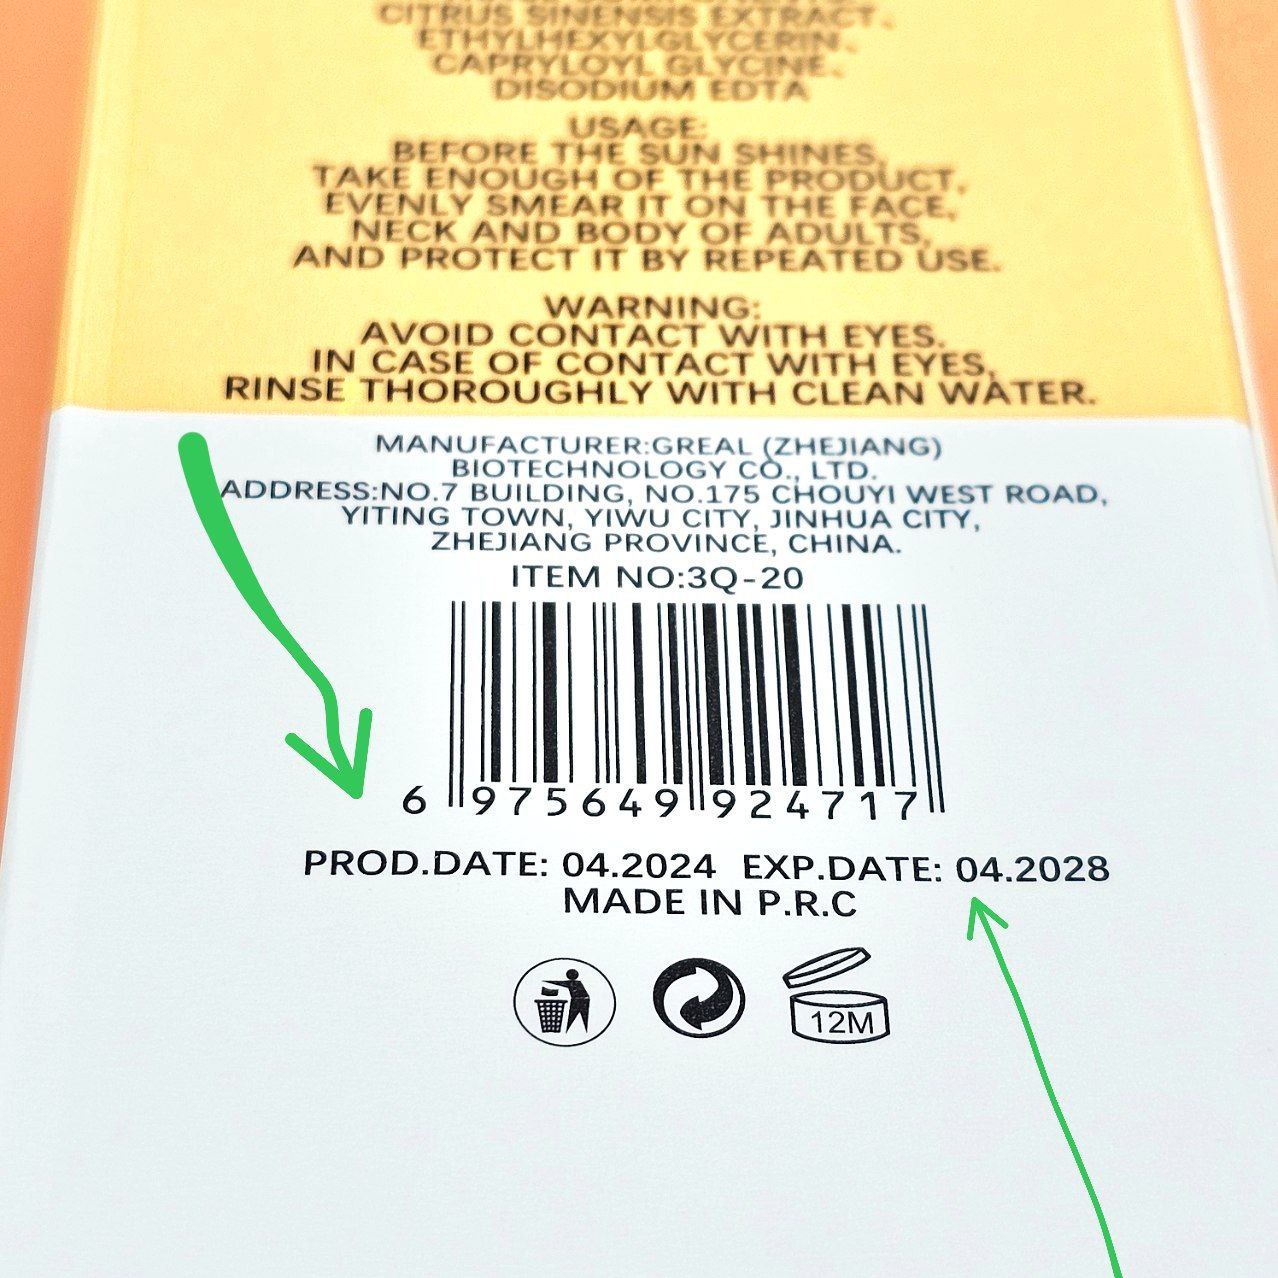 CITRUS SINENSIS EXTRACT,
ETHYLHEXYLGLYCERIN,
CAPRYLOYL GLYCINE,
DISODIUM EDTA
USAGE:
BEFORE THE SUN SHINES,
TAKE ENOUGH OF THE PRODUCT,
EVENLY SMEAR IT ON THE FACE,
NECK AND BODY OF ADULTS,
AND PROTECT IT BY REPEATED USE.
WARNING:
AVOID CONTACT WITH EYES.
IN CASE OF CONTACT WITH EYES,
RINSE THOROUGHLY WITH CLEAN WATER.
MANUFACTURER:GREAL (ZHEJIANG)
BIOTECHNOLOGY CO., LTD.
ADDRESS:NO.7 BUILDING, NO.175 CHOUYI WEST ROAD,
YITING TOWN, YIWU CITY, JINHUA CITY,
ZHEJIANG PROVINCE, CHINA.
ITEM NO:3Q-20
6 975649 924717
PROD.DATE: 04.2024 EXP.DATE: 04.2028
MADE IN P.R.C
12M